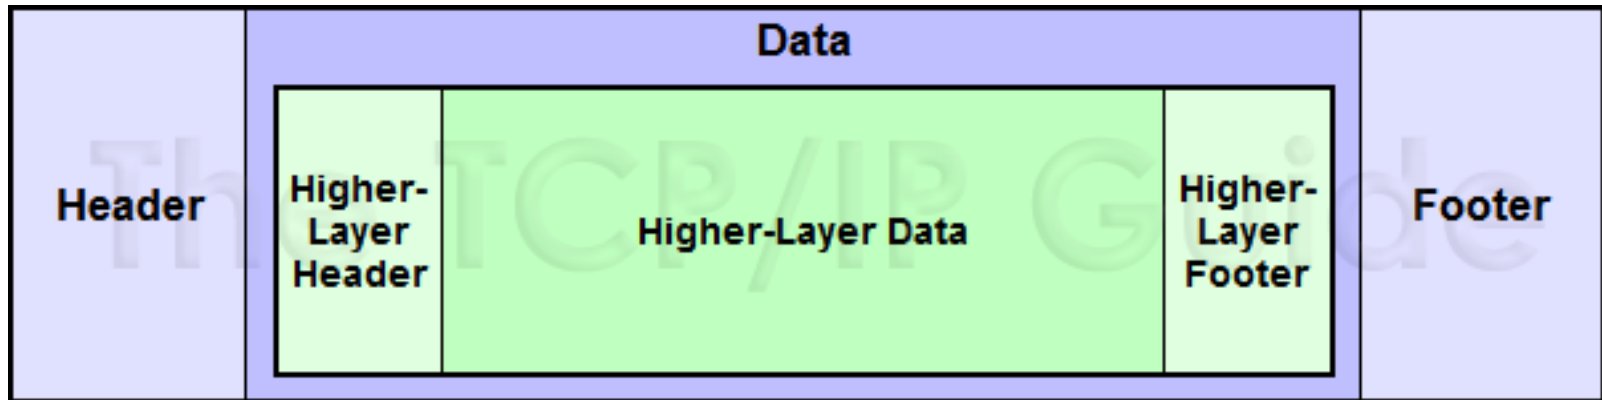 Data
Header
Higher-
Layer
Header
Higher-Layer Data
Higher-
Layer
Footer
Footer
The TCP/IP Guide